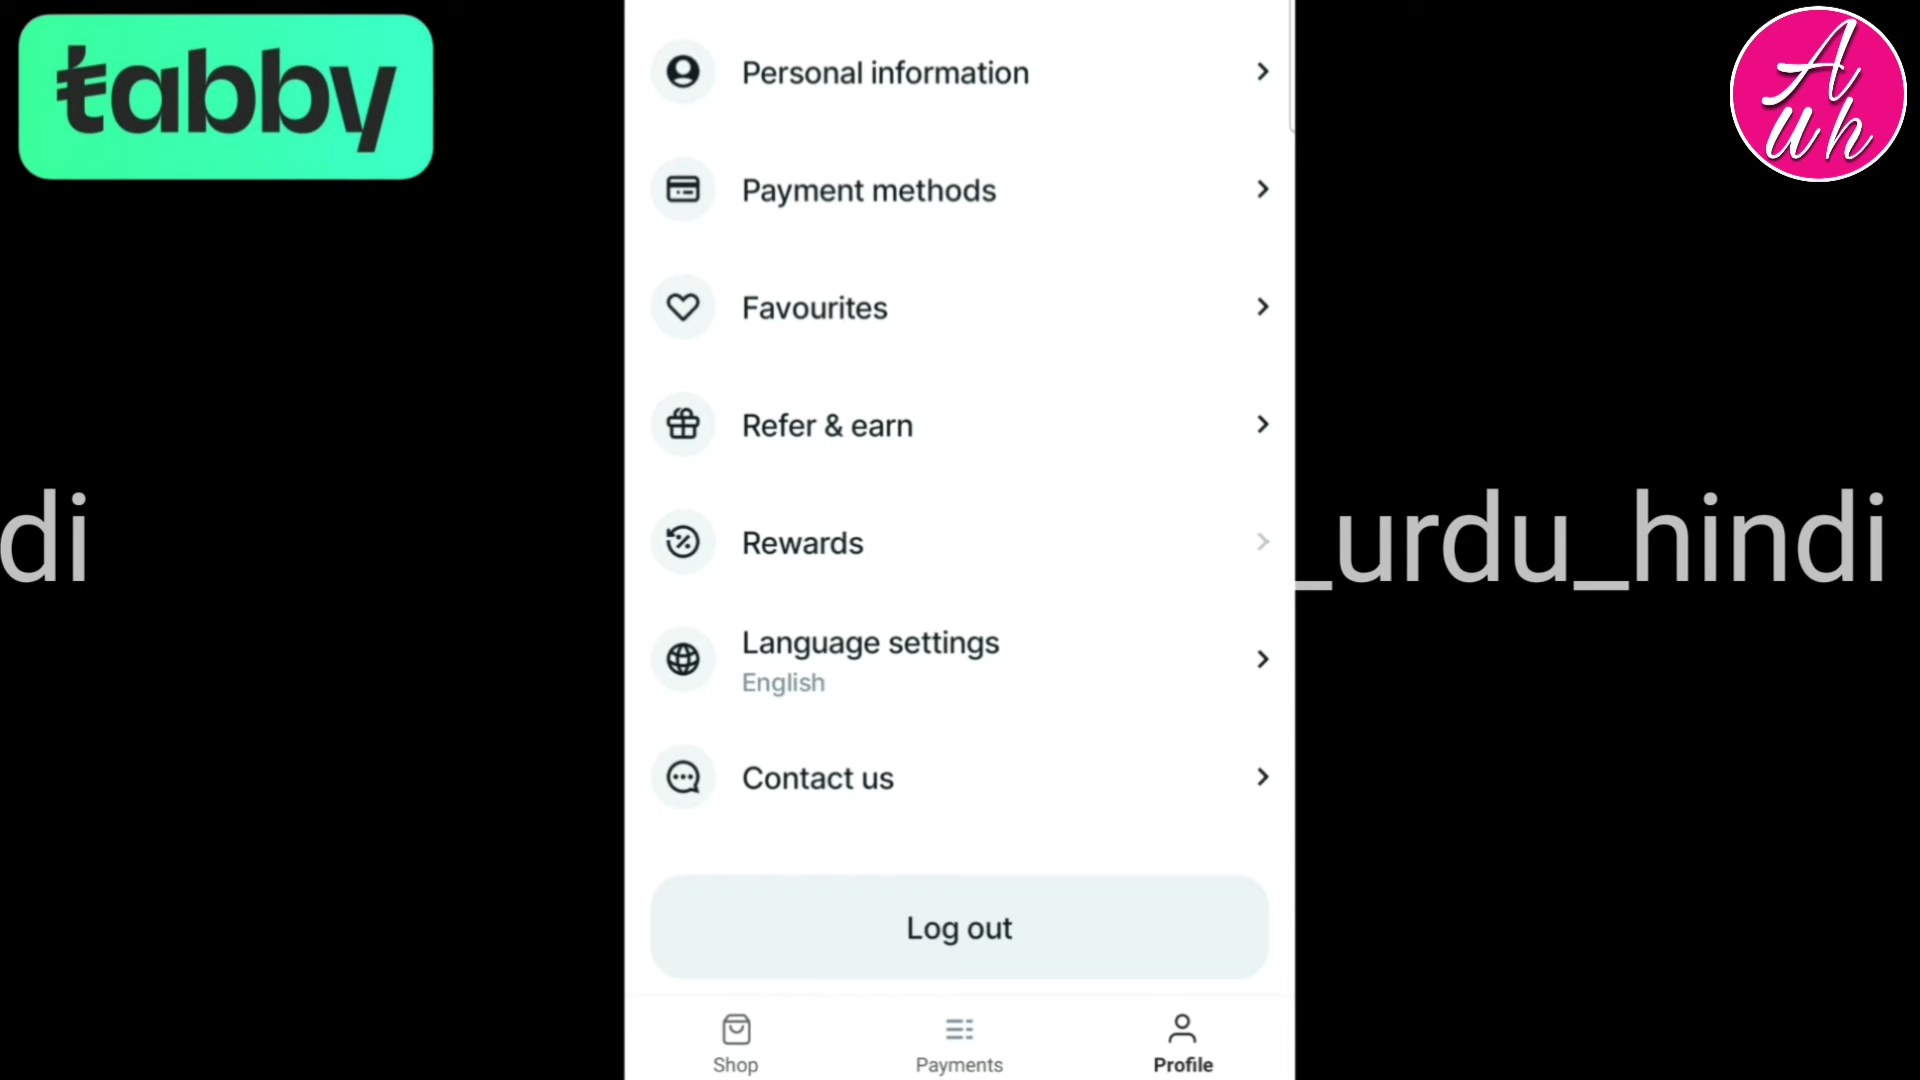 tabby
A
uh
Personal information
Payment methods
Favourites
Refer & earn
Rewards
di
_urdu_hindi
Language settings
English
Contact us
Log out
Shop
Payments
Profile